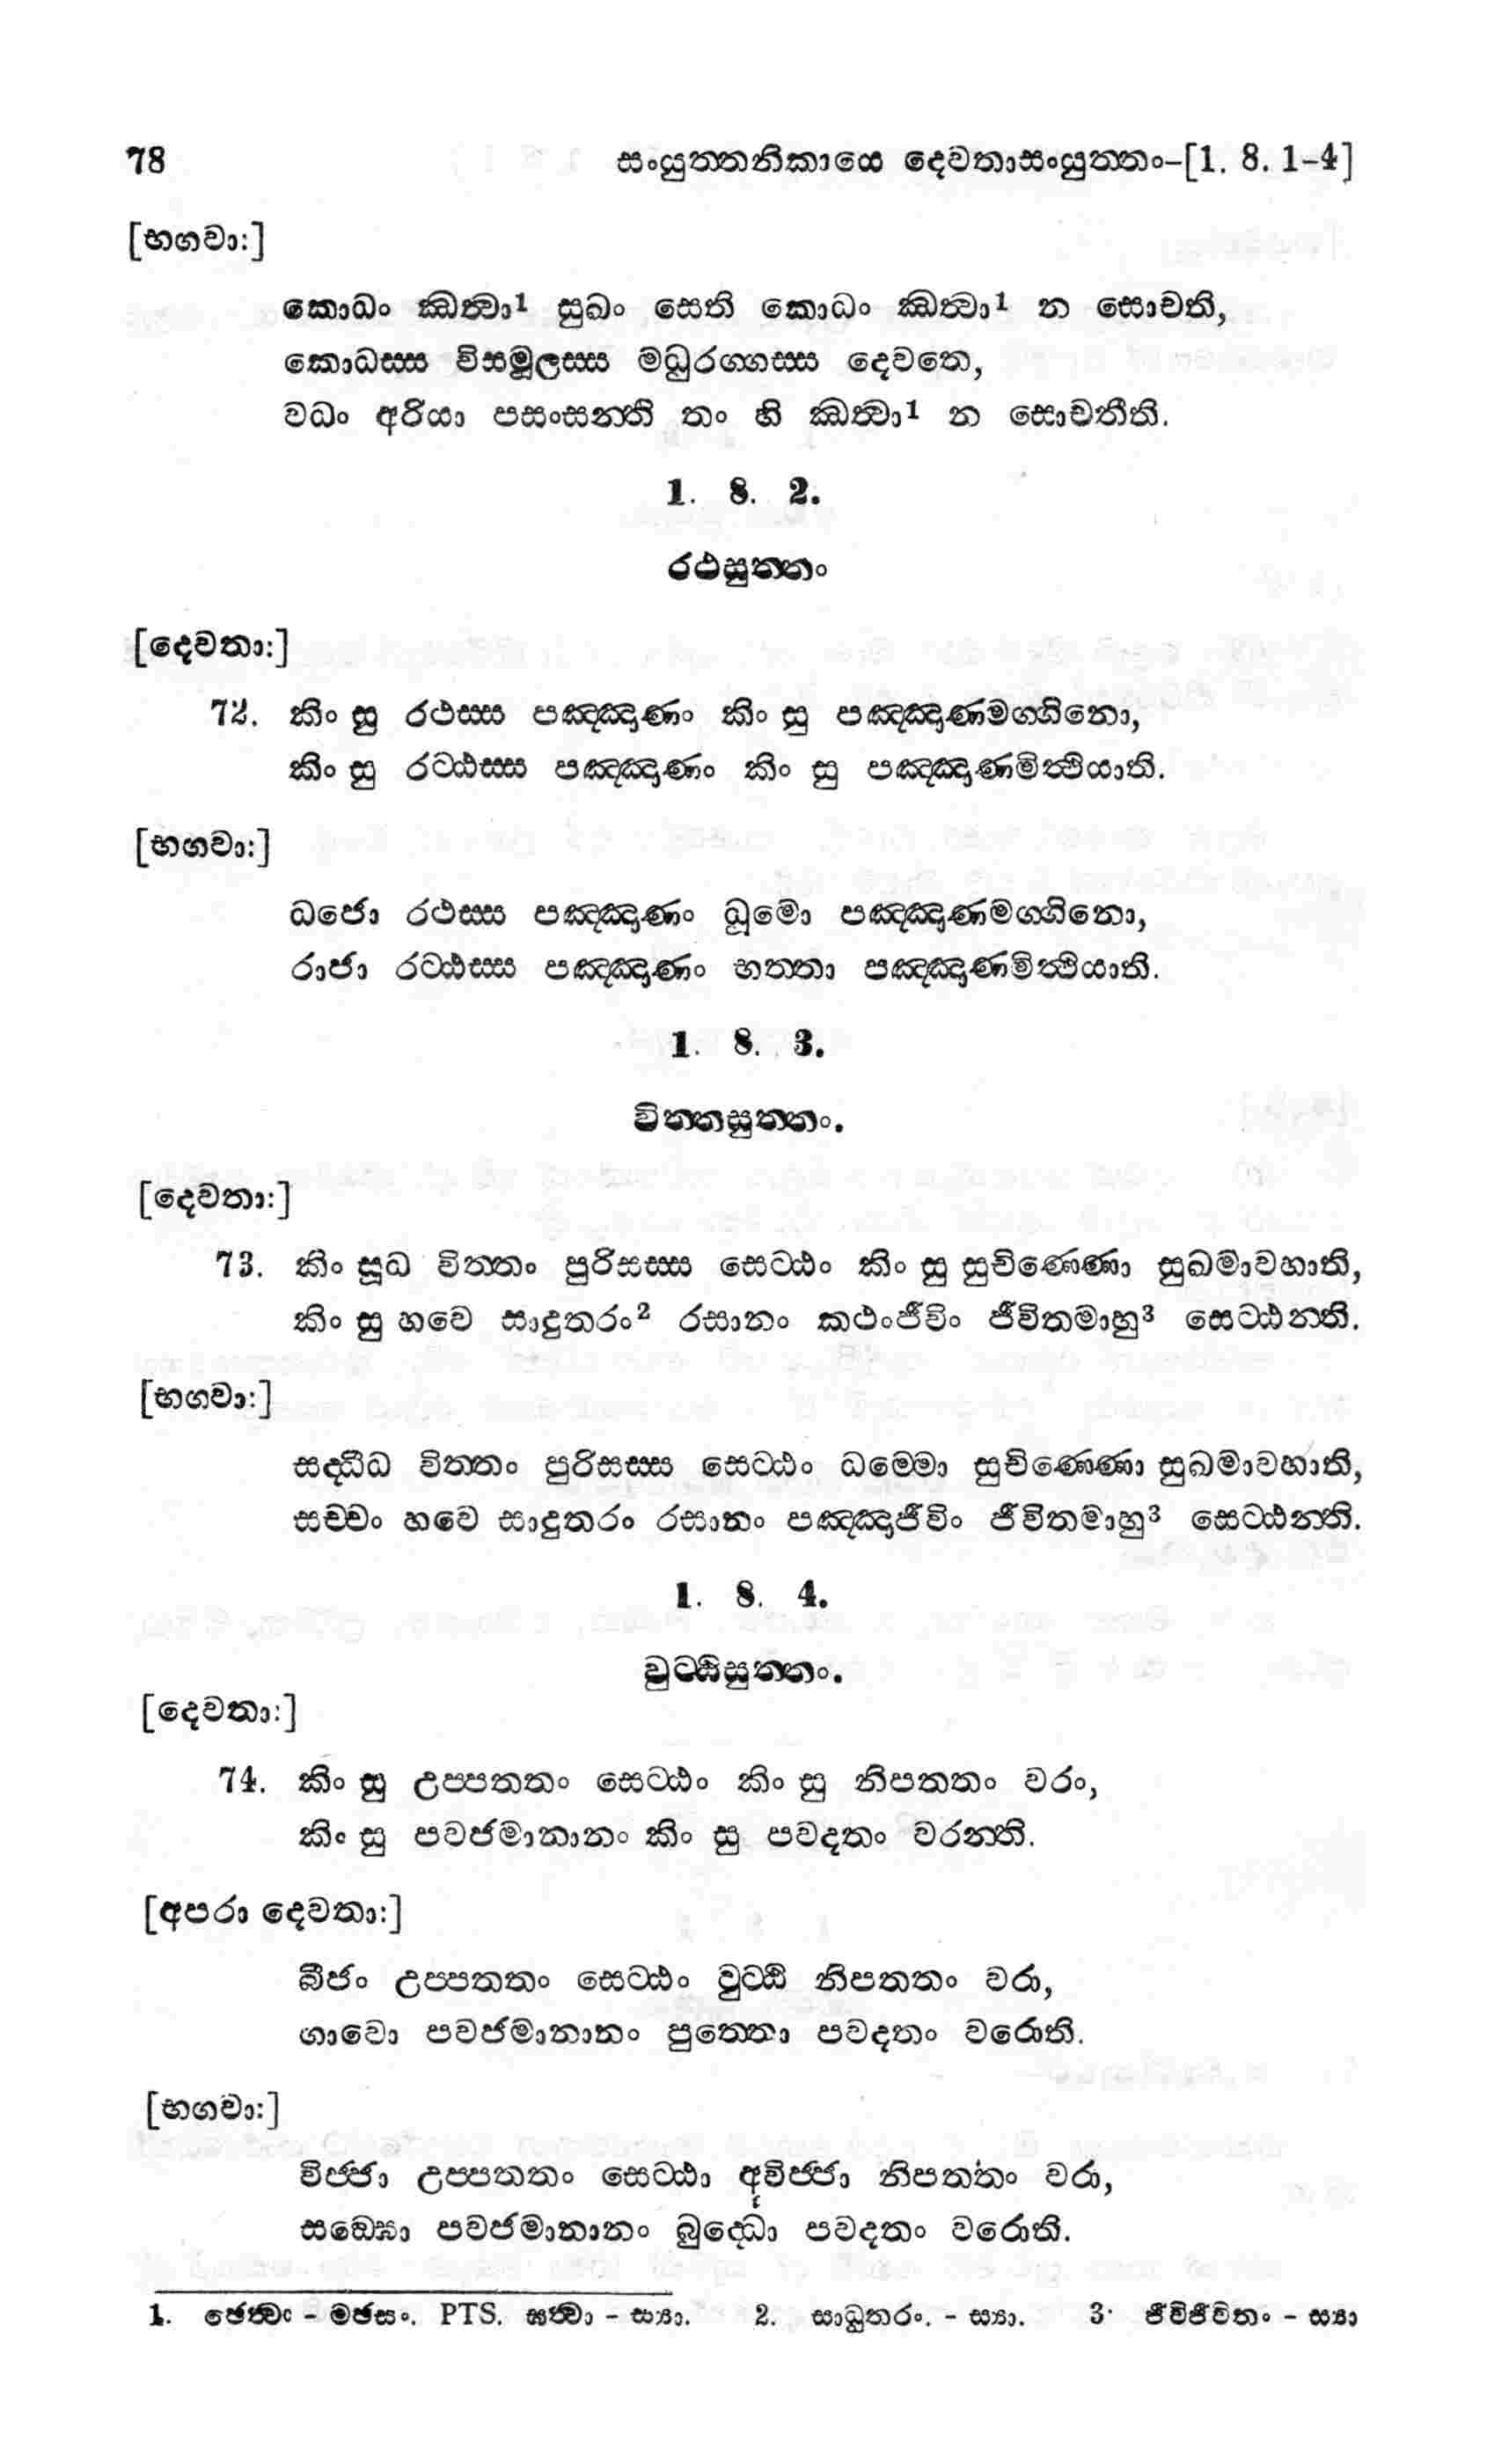 78 සංයුත්තනිකායෙ දෙවතාසංයුත්තං-[1. 8. 1-4]
[භගවා:]
කොධං ඣත්වා1 සුඛං සෙති කොධං ඣත්වා1 න සොචති,
කොධස්ස විසමූලස්ස මධුරග්ගස්ස දෙවතෙ,
වධං අරියා පසංසන්ති තං හි ඣත්වා1 න සොචතීති.
1. 8. 2.
රථසුත්තං
[දෙවතා:]
72. කිං සු රථස්ස පඤ්ඤාණං කිං සු පඤ්ඤාණමග්ගිනො,
කිං සු රට්ඨස්ස පඤ්ඤාණං කිං සු පඤ්ඤාණමිත්ථියාති.
[භගවා:]
ධජො රථස්ස පඤ්ඤාණං ධූමො පඤ්ඤාණමග්ගිනො,
රාජා රට්ඨස්ස පඤ්ඤාණං භත්තා පඤ්ඤාණමිත්ථියාති.
1. 8. 3.
විත්තසුත්තං.
[දෙවතා:]
73. කිං සූධ විත්තං පුරිසස්ස සෙට්ඨං කිං සු සුචිණ්ණො සුඛමාවහාති,
කිං සු හවෙ සාදුතරං2 රසානං කථංජීවිං ජීවිතමාහු3 සෙට්ඨන්ති.
[භගවා:]
සද්ධීධ විත්තං පුරිසස්ස සෙට්ඨං ධම්මො සුචිණ්ණො සුඛමාවහාති,
සච්චං හවෙ සාදුතරං රසානං පඤ්ඤාජීවිං ජීවිතමාහු3 සෙට්ඨන්ති.
1. 8. 4.
වුට්ඨිසුත්තං.
[දෙවතා:]
74. කිං සු උප්පතතං සෙට්ඨං කිං සු නිපතතං වරං,
කිං සු පවජමානානං කිං සු පවදතං වරන්ති.
[අපරා දෙවතා:]
බීජං උප්පතතං සෙට්ඨං වුට්ඨි නිපතතං වරා,
ගාවො පවජමානානං පුත්තො පවදතං වරොති.
[භගවා:]
විජ්ජා උප්පතතං සෙට්ඨා අවිජ්ජා නිපතතං වරා,
සඞ්ඝො පවජමානානං බුද්ධො පවදතං වරොති.
1. ඡෙත්වා - මඡසං. PTS. ඝත්වා - ස්‍යා. 2. සාධුතරං. - ස්‍යා. 3. ජීවිජීවිතං - ස්‍යා